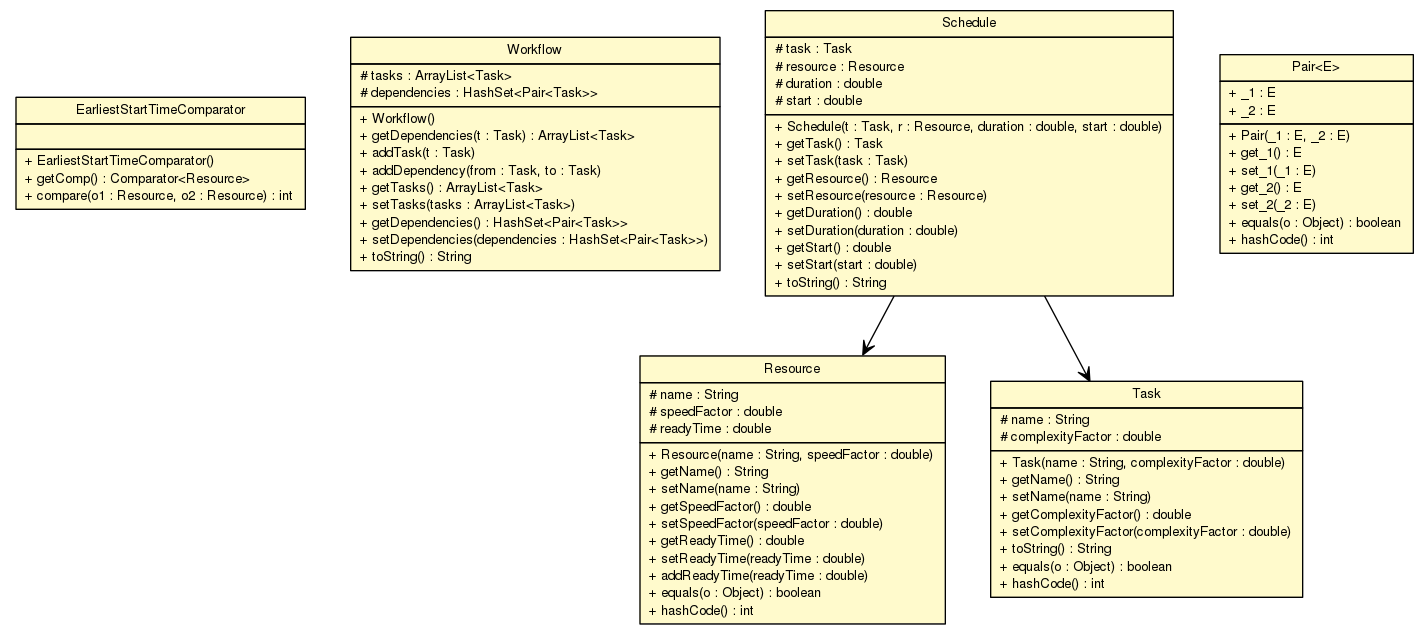 EarliestStartTimeComparator
+ EarliestStartTimeComparator()
+ getComp() : Comparator<Resource>
+ compare(o1 : Resource, o2 : Resource) : int
Workflow
# tasks : ArrayList<Task>
# dependencies : HashSet<Pair<Task>>
+ Workflow()
+ getDependencies(t : Task) : ArrayList<Task>
+ addTask(t : Task)
+ addDependency(from : Task, to : Task)
+ getTasks() : ArrayList<Task>
+ setTasks(tasks : ArrayList<Task>)
+ getDependencies() : HashSet<Pair<Task>>
+ setDependencies(dependencies : HashSet<Pair<Task>>)
+ toString() : String
Schedule
# task : Task
# resource : Resource
# duration : double
# start : double
+ Schedule(t : Task, r : Resource, duration : double, start : double)
+ getTask() : Task
+ setTask(task : Task)
+ getResource() : Resource
+ setResource(resource : Resource)
+ getDuration() : double
+ setDuration(duration : double)
+ getStart() : double
+ setStart(start : double)
+ toString() : String
Pair<E>
+ _1 : E
+ _2 : E
+ Pair(_1 : E, _2 : E)
+ get_1() : E
+ set_1(_1 : E)
+ get_2() : E
+ set_2(_2 : E)
+ equals(o : Object) : boolean
+ hashCode() : int
Resource
# name : String
# speedFactor : double
# readyTime : double
+ Resource(name : String, speedFactor : double)
+ getName() : String
+ setName(name : String)
+ getSpeedFactor() : double
+ setSpeedFactor(speedFactor : double)
+ getReadyTime() : double
+ setReadyTime(readyTime : double)
+ addReadyTime(readyTime : double)
+ equals(o : Object) : boolean
+ hashCode() : int
Task
# name : String
# complexityFactor : double
+ Task(name : String, complexityFactor : double)
+ getName() : String
+ setName(name : String)
+ getComplexityFactor() : double
+ setComplexityFactor(complexityFactor : double)
+ toString() : String
+ equals(o : Object) : boolean
+ hashCode() : int